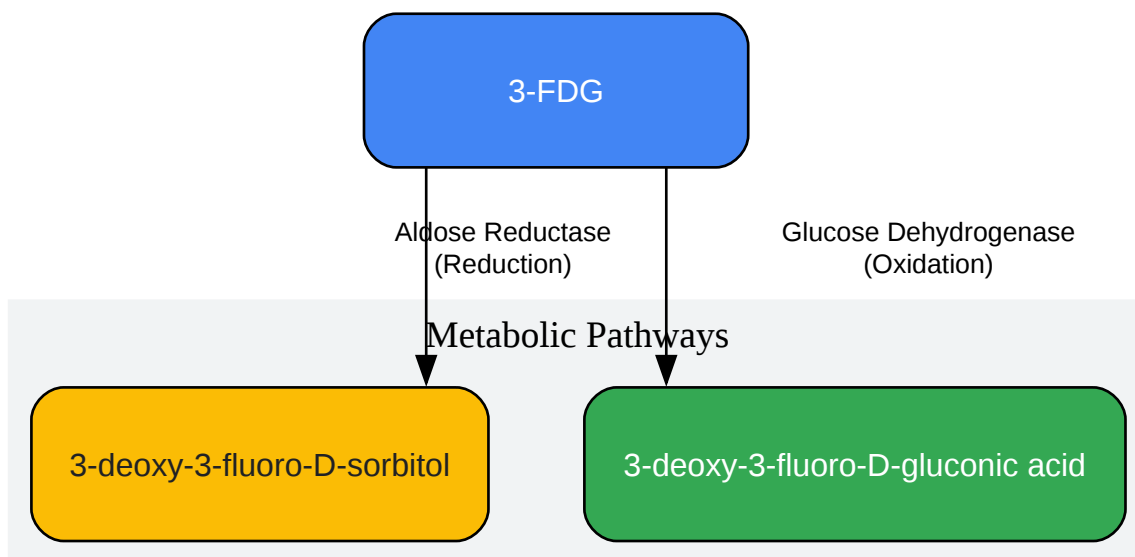 3-FDG
Aldose Reductase
(Reduction)
Glucose Dehydrogenase
(Oxidation)
Metabolic Pathways
3-deoxy-3-fluoro-D-sorbitol
3-deoxy-3-fluoro-D-gluconic acid